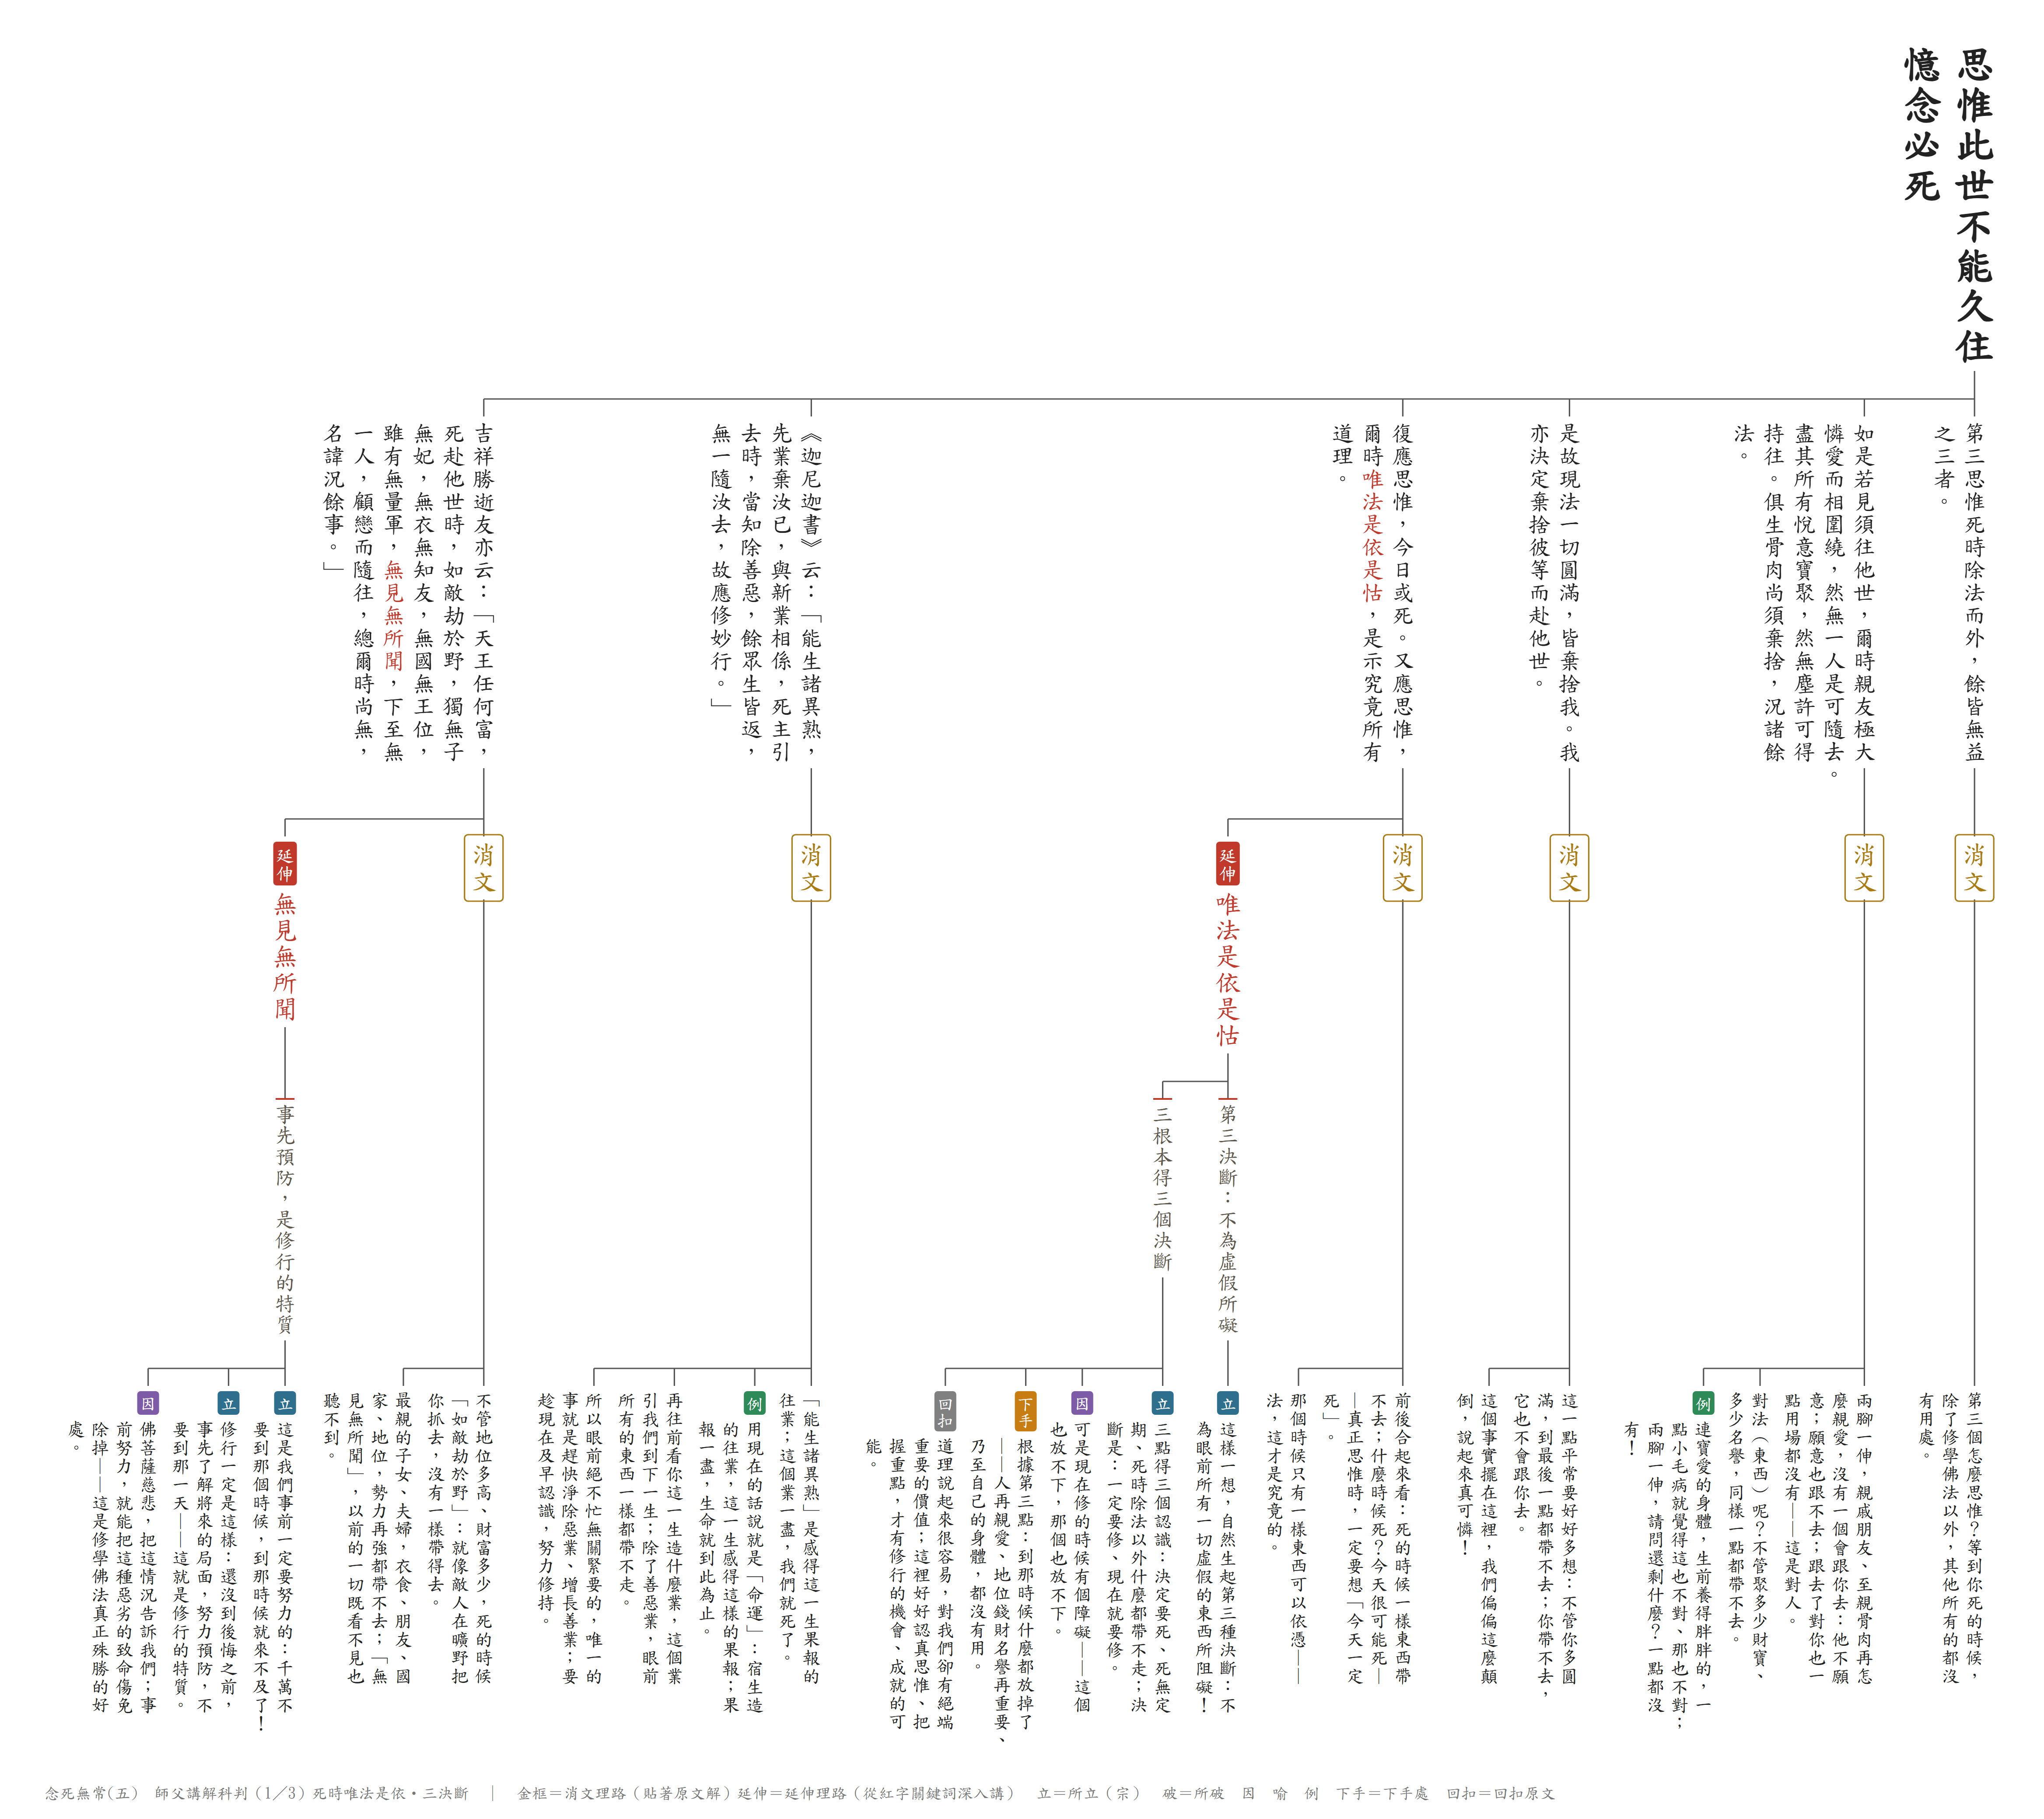 思惟此世不能久住
憶念必死
第三思惟死時除法而外，餘皆無益
之三者。
如是若見須往他世，爾時親友極大
憐愛而相圍繞，然無一人是可隨去。
盡其所有悅意寶聚，然無塵許可得
持往。俱生骨肉尚須棄捨，況諸餘
法。
是故現法一切圓滿，皆棄捨我。我
亦決定棄捨彼等而赴他世。
復應思惟，今日或死。又應思惟，
爾時唯法是依是怙，是示究竟所有
道理。
《迦尼迦書》云：「能生諸異熟，
先業棄汝已，與新業相係，死主引
去時，當知除善惡，餘眾生皆返，
無一隨汝去，故應修妙行。」
吉祥勝逝友亦云：「天王任何富，
死赴他世時，如敵劫於野，獨無子
無妃，無衣無知友，無國無王位，
雖有無量軍，無見無所聞，下至無
一人，顧戀而隨往，總爾時尚無，
名諱況餘事。」
消文
消文
消文
消文
延伸
唯法是依是怙
消文
消文
延伸
無見無所聞
第三決斷：不為虛假所礙
三根本得三個決斷
事先預防，是修行的特質
第三個怎麼思惟？等到你死的時候，
除了修學佛法以外，其他所有的都沒
有用處。
兩腳一伸，親戚朋友、至親骨肉再怎
麼親愛，沒有一個會跟你去：他不願
意；願意也跟不去；跟去了對你也一
點用場都沒有——這是對人。
對法（東西）呢？不管聚多少財寶、
多少名譽，同樣一點都帶不去。
例
連寶愛的身體，生前養得胖胖的，一
點小毛病就覺得這也不對、那也不對；
兩腳一伸，請問還剩什麼？一點都沒
有！
這一點平常要好好多想：不管你多圓
滿，到最後一點都帶不去；你帶不去，
它也不會跟你去。
這個事實擺在這裡，我們偏偏這麼顛
倒，說起來真可憐！
前後合起來看：死的時候一樣東西帶
不去；什麼時候死？今天很可能死—
—真正思惟時，一定要想「今天一定
死」。
那個時候只有一樣東西可以依憑——
法，這才是究竟的。
立
這樣一想，自然生起第三種決斷：不
為眼前所有一切虛假的東西所阻礙！
立
三點得三個認識：決定要死、死無定
期、死時除法以外什麼都帶不走；決
斷是：一定要修、現在就要修。
因
可是現在修的時候有個障礙——這個
也放不下，那個也放不下。
下手
根據第三點：到那時候什麼都放掉了
——人再親愛、地位錢財名譽再重要、
乃至自己的身體，都沒有用。
回扣
道理說起來很容易，對我們卻有絕端
重要的價值；這裡好好認真思惟、把
握重點，才有修行的機會、成就的可
能。
「能生諸異熟」是感得這一生果報的
往業；這個業一盡，我們就死了。
例
用現在的話說就是「命運」：宿生造
的往業，這一生感得這樣的果報；果
報一盡，生命就到此為止。
再往前看你這一生造什麼業，這個業
引我們到下一生；除了善惡業，眼前
所有的東西一樣都帶不走。
所以眼前絕不忙無關緊要的，唯一的
事就是趕快淨除惡業、增長善業；要
趁現在及早認識，努力修持。
不管地位多高、財富多少，死的時候
「如敵劫於野」：就像敵人在曠野把
你抓去，沒有一樣帶得去。
最親的子女、夫婦，衣食、朋友、國
家、地位，勢力再強都帶不去；「無
見無所聞」，以前的一切既看不見也
聽不到。
立
這是我們事前一定要努力的：千萬不
要到那個時候，到那時候就來不及了！
立
修行一定是這樣：還沒到後悔之前，
事先了解將來的局面，努力預防，不
要到那一天——這就是修行的特質。
因
佛菩薩慈悲，把這情況告訴我們；事
前努力，就能把這種惡劣的致命傷免
除掉——這是修學佛法真正殊勝的好
處。
念死無常(五)　師父講解科判（1／3）死時唯法是依・三決斷　｜　金框＝消文理路（貼著原文解）延伸＝延伸理路（從紅字關鍵詞深入講）　立＝所立（宗）　破＝所破　因　喻　例　下手＝下手處　回扣＝回扣原文